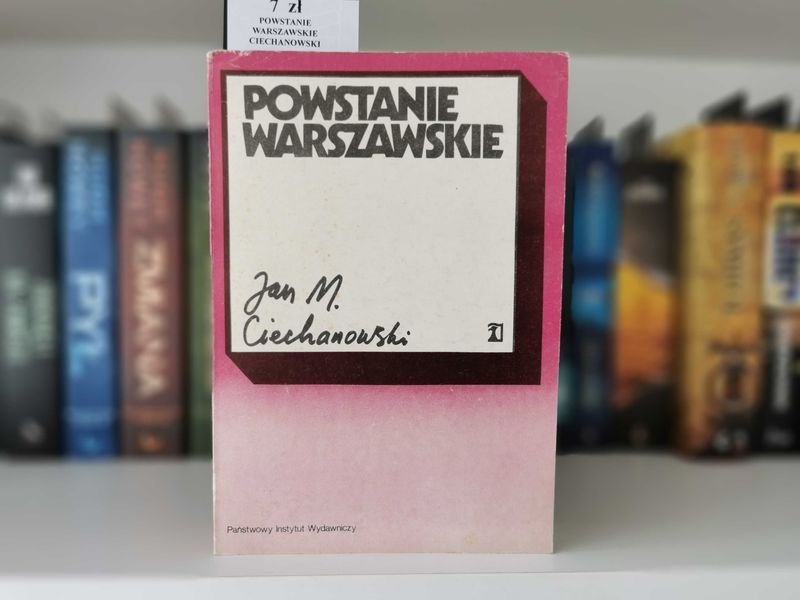 7 zł
POWSTANIE
WARSZAWSKIE
CIECHANOWSKI
POWSTANIE
WARSZAWSKIE
Jan M.
Ciechanowski
Państwowy Instytut Wydawniczy
PYŁ
ZMIANA